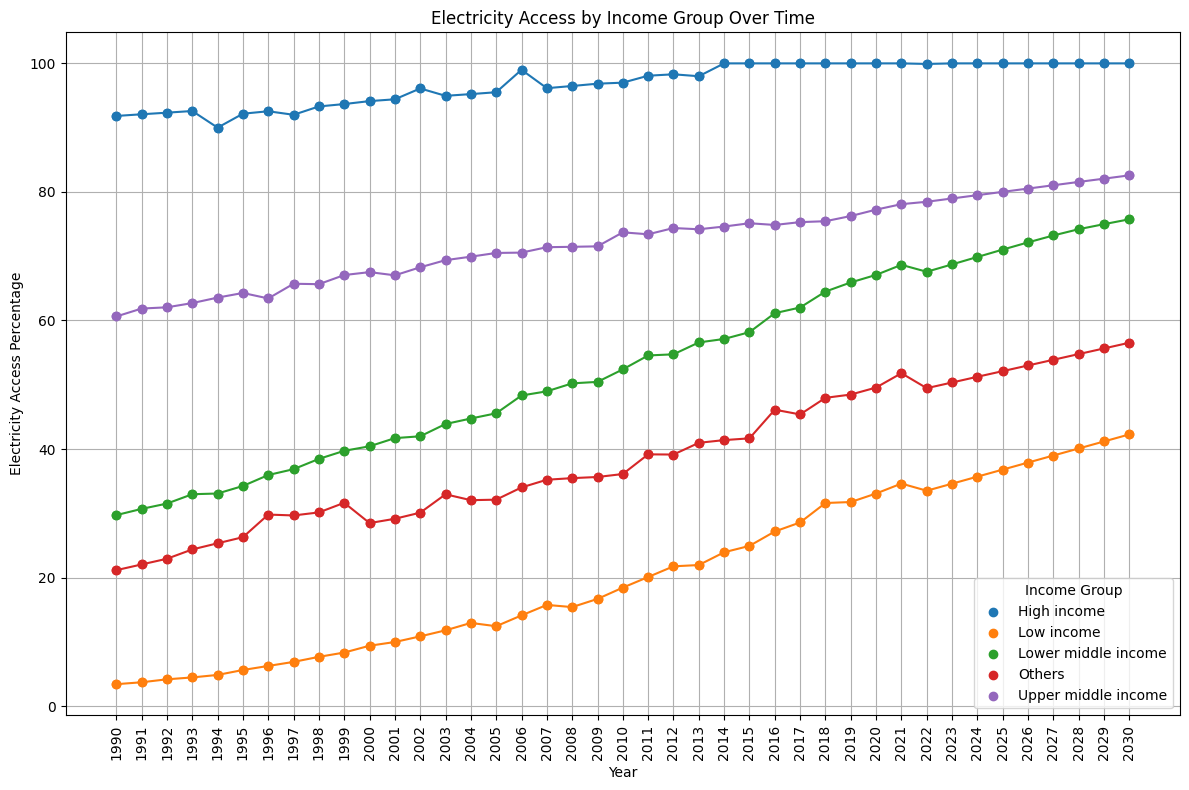 Electricity Access by Income Group Over Time
Electricity Access Percentage
100
80
60
40
20
0
Income Group
High income
Low income
Lower middle income
Others
Upper middle income
1990 1991 1992 1993 1994 1995 1996 1997 1998 1999 2000 2001 2002 2003 2004 2005 2006 2007 2008 2009 2010 2011 2012 2013 2014 2015 2016 2017 2018 2019 2020 2021 2022 2023 2024 2025 2026 2027 2028 2029 2030
Year